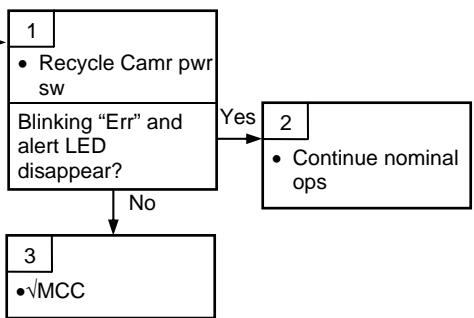 1
• Recycle Camr pwr
sw
Blinking “Err” and
alert LED
disappear?
Yes
2
• Continue nominal
ops
No
3
•√MCC